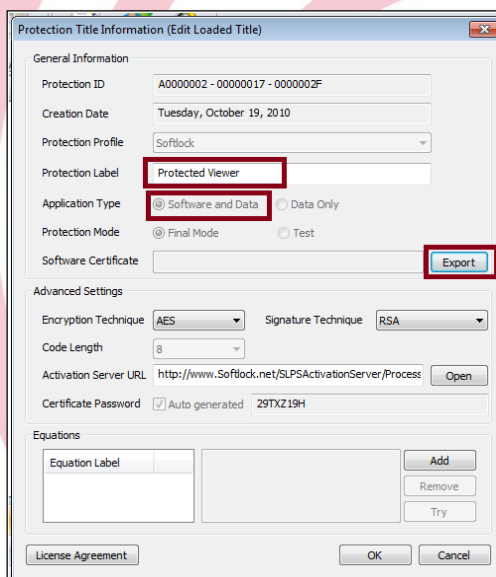 Protection Title Information (Edit Loaded Title)
General Information
Protection ID A0000002 - 00000017 - 0000002F
Creation Date Tuesday, October 19, 2010
Protection Profile Softlock
Protection Label Protected Viewer
Application Type Software and Data Data Only
Protection Mode Final Mode Test
Software Certificate Export
Advanced Settings
Encryption Technique AES Signature Technique RSA
Code Length 8
Activation Server URL http://www.Softlock.net/SLPSActivationServer/Process Open
Certificate Password Auto generated 29TXZ19H
Equations
Equation Label Add
Remove
Try
License Agreement OK Cancel